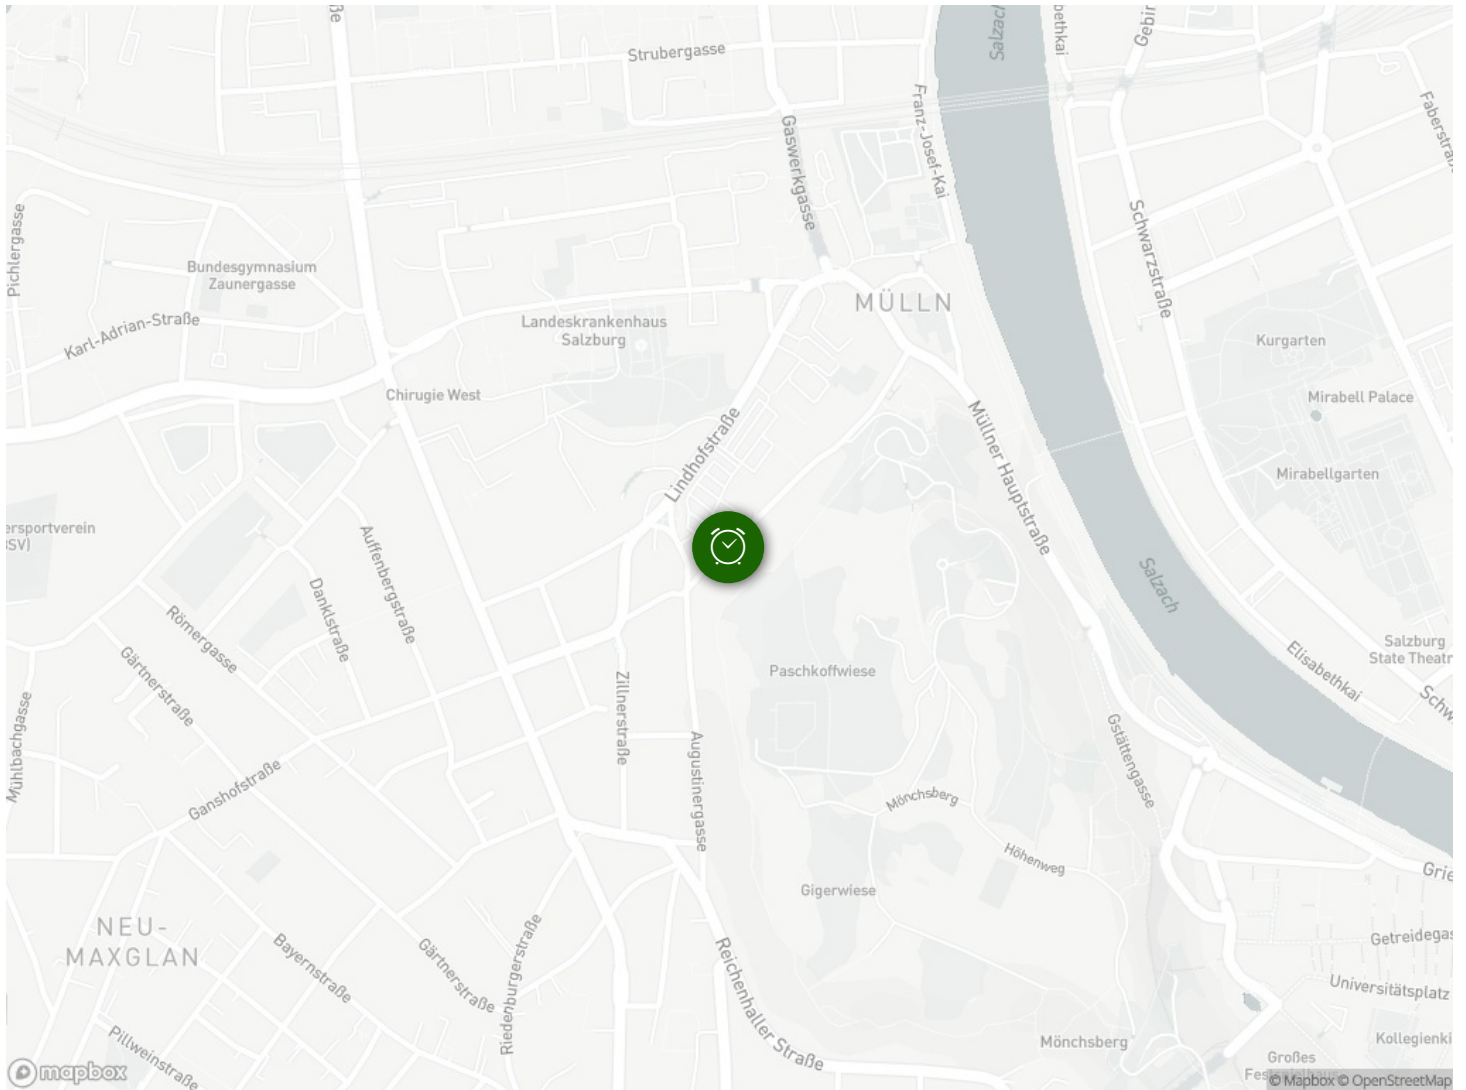 Salzach
Strubergasse
Franz-Josef-Kai
Gaswerkgasse
Schwarzstraße
Pichlergasse
Bundesgymnasium
Zaunergasse
MÜLLN
Karl-Adrian-Straße
Landeskrankenhaus
Salzburg
Kurgarten
Chirugie West
Mirabell Palace
Lindhofstraße
Müllner Hauptstraße
Mirabellgarten
ersportverein
SV)
Auffenbergstraße
Danklstraße
Salzach
Römergasse
Gärtnerstraße
Elisabethkai
Salzburg
State Theatr
Paschkoffwiese
Zillnerstraße
Mühlbachgasse
Augustinergasse
Gstättengasse
Ganshofstraße
Mönchsberg
Höhenweg
Gigerwiese
Grie
NEU-
MAXGLAN
Getreidegas
Bayernstraße
Gärtnerstraße
Riedenburgerstraße
Reichenhaller Straße
Universitätsplatz
Pillweinstraße
Mönchsberg
Kollegienki
Großes
mapbox
© Mapbox © OpenStreetMap